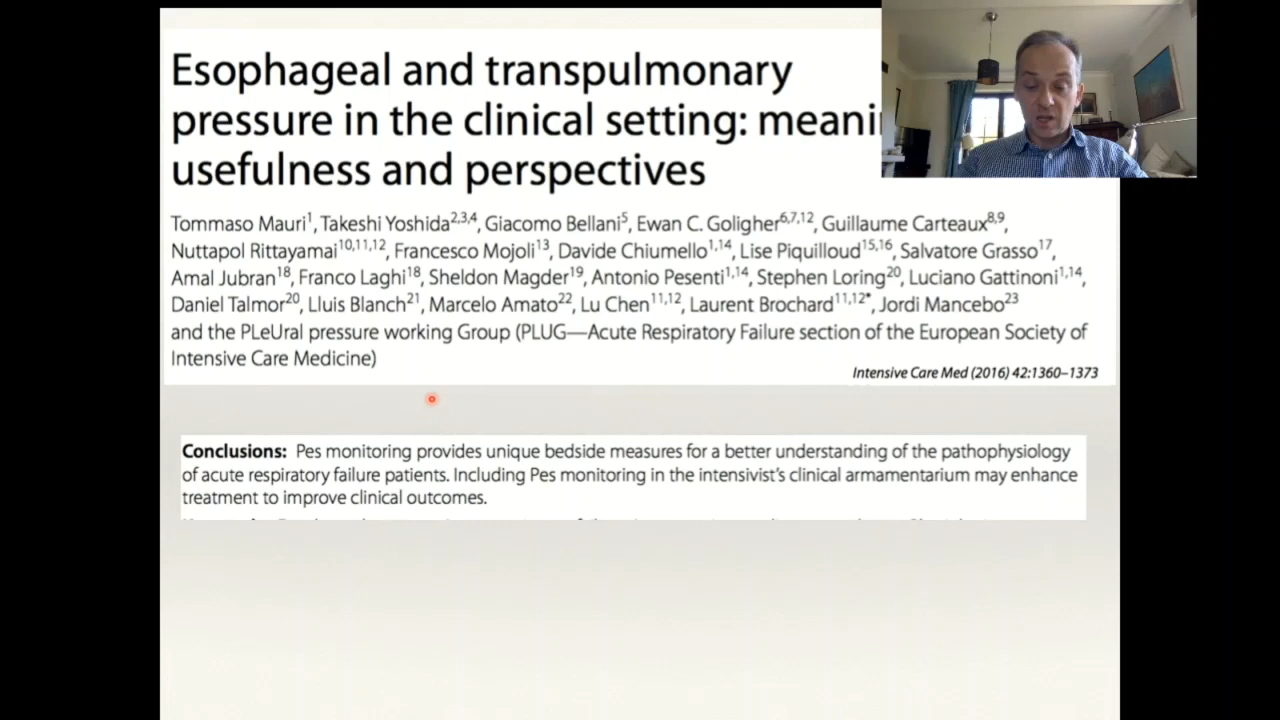 Esophageal and transpulmonary
pressure in the clinical setting:
usefulness and perspectives
Tommaso Mauri1, Takeshi Yoshida2,3,4, Giacomo Bellani5, Ewan C. Goligher6,7,12, Guillaume Carteaux8,9,
Nuttapol Rittayamai10,11,12, Francesco Mojoli13, Davide Chiumello1,14, Lise Piquilloud15,16, Salvatore Grasso17,
Amal Jubran18, Franco Laghi18, Sheldon Magder19, Antonio Pesenti1,14, Stephen Loring20, Luciano Gattinoni1,14,
Daniel Talmor20, Lluis Blanch21, Marcelo Amato22, Lu Chen11,12, Laurent Brochard11,12*, Jordi Mancebo23
and the PLeUral pressure working Group (PLUG—Acute Respiratory Failure section of the European Society of
Intensive Care Medicine)
Intensive Care Med (2016) 42:1360–1373
Conclusions: Pes monitoring provides unique bedside measures for a better understanding of the pathophysiology
of acute respiratory failure patients. Including Pes monitoring in the intensivist's clinical armamentarium may enhance
treatment to improve clinical outcomes.